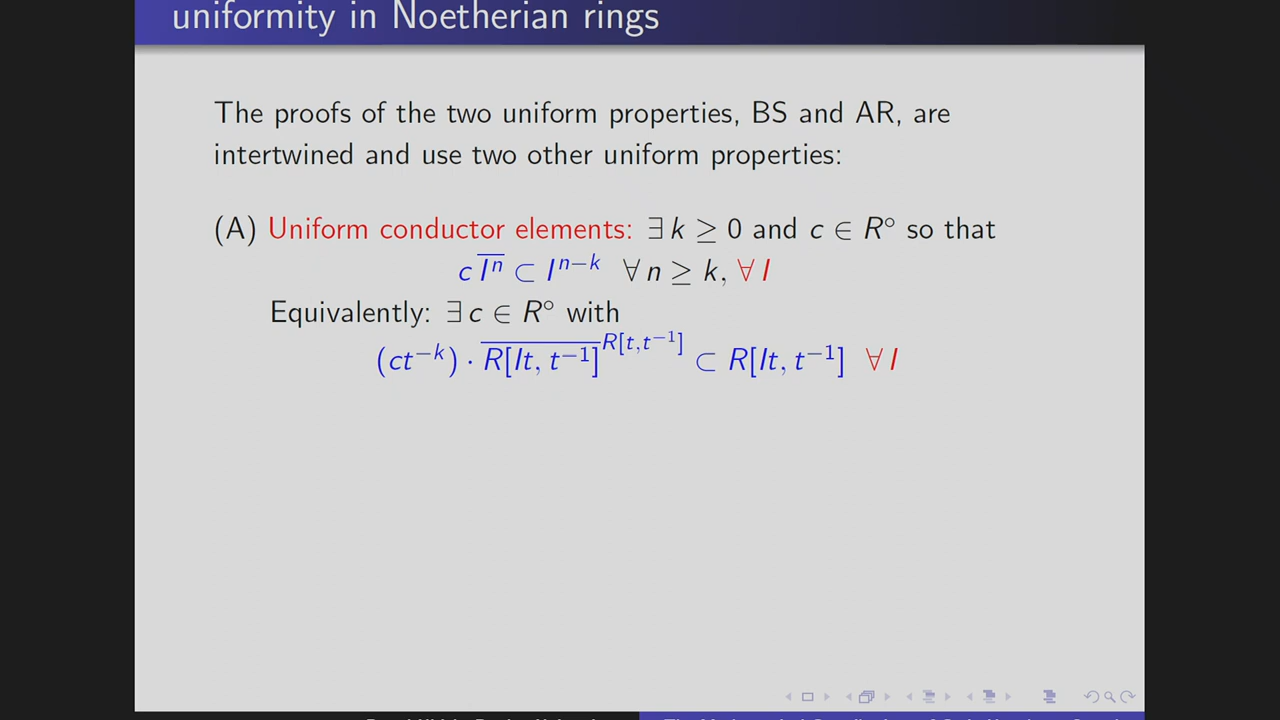 uniformity in Noetherian rings
The proofs of the two uniform properties, BS and AR, are
intertwined and use two other uniform properties:
(A) Uniform conductor elements: ∃ k ≥ 0 and c ∈ R° so that
c \overline{I^n} ⊂ I^{n−k} ∀ n ≥ k, ∀ I
Equivalently: ∃ c ∈ R° with
(ct^{−k}) · \overline{R[It, t^{−1}]}^{R[t,t^{−1}]} ⊂ R[It, t^{−1}] ∀ I